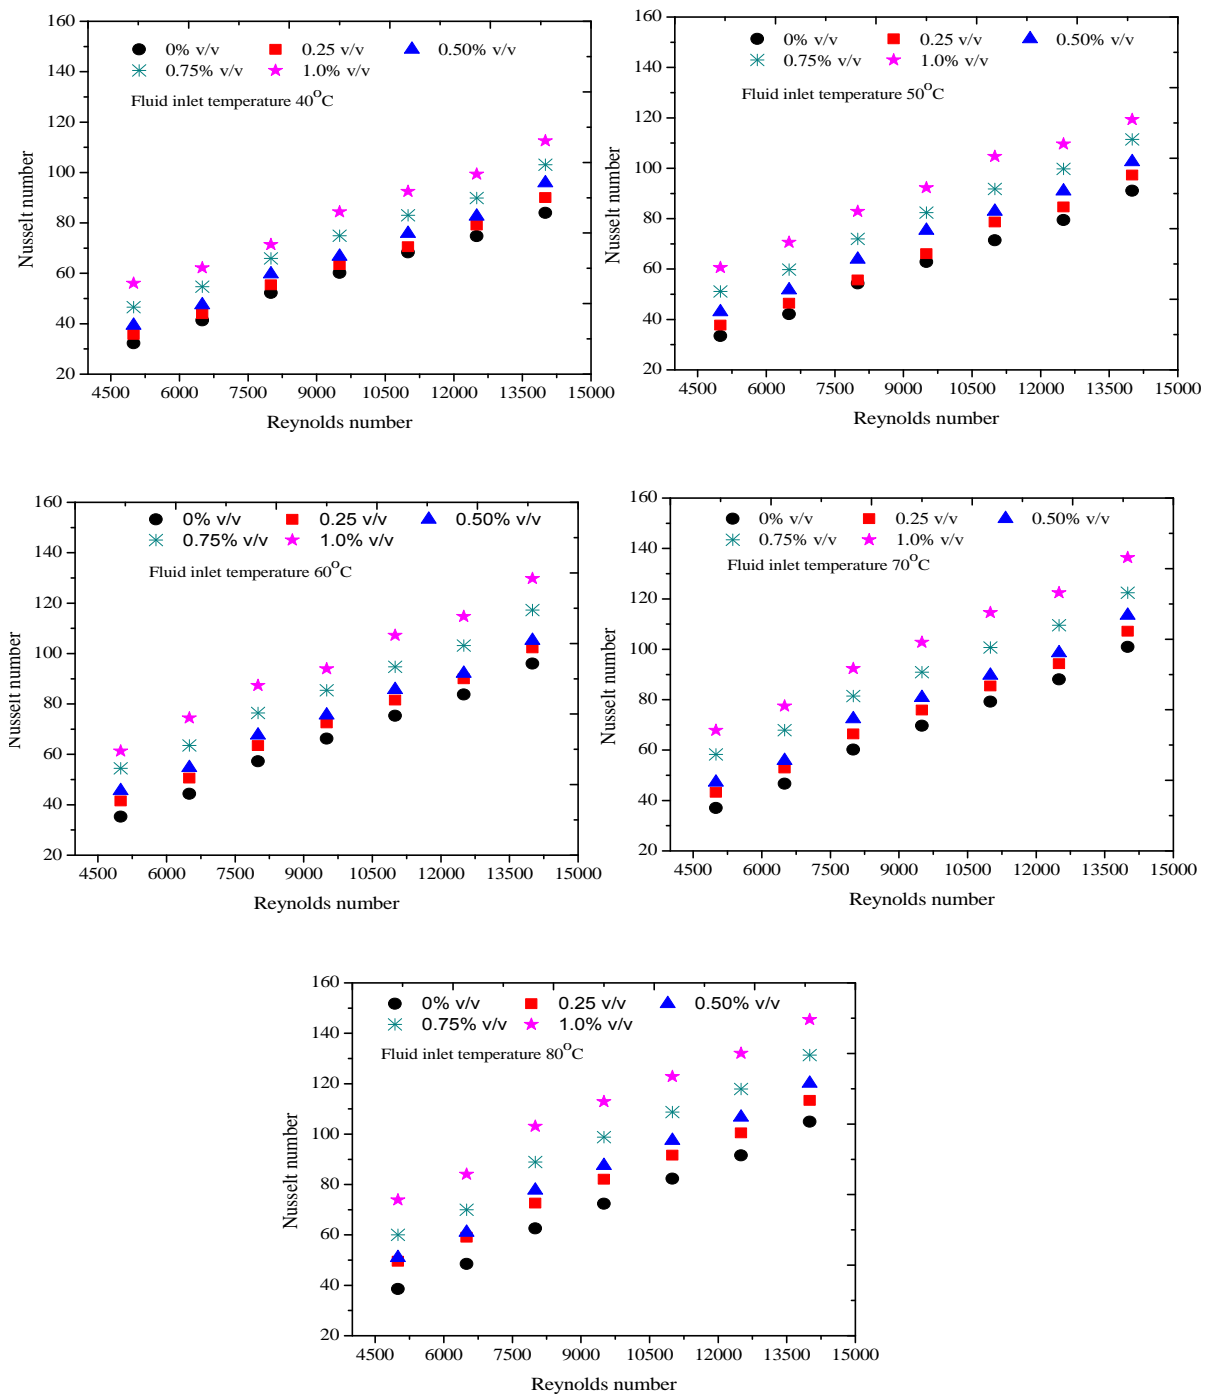 160
140
120
100
80
60
40
20
0% v/v 0.25 v/v 0.50% v/v
0.75% v/v 1.0% v/v
Fluid inlet temperature 40°C
Nusselt number
4500 6000 7500 9000 10500 12000 13500 15000
Reynolds number
160
140
120
100
80
60
40
20
0% v/v 0.25 v/v 0.50% v/v
0.75% v/v 1.0% v/v
Fluid inlet temperature 50°C
Nusselt number
4500 6000 7500 9000 10500 12000 13500 15000
Reynolds number
160
140
120
100
80
60
40
20
0% v/v 0.25 v/v 0.50% v/v
0.75% v/v 1.0% v/v
Fluid inlet temperature 60°C
Nusselt number
4500 6000 7500 9000 10500 12000 13500 15000
Reynolds number
160
140
120
100
80
60
40
20
0% v/v 0.25 v/v 0.50% v/v
0.75% v/v 1.0% v/v
Fluid inlet temperature 70°C
Nusselt number
4500 6000 7500 9000 10500 12000 13500 15000
Reynolds number
160
140
120
100
80
60
40
20
0% v/v 0.25 v/v 0.50% v/v
0.75% v/v 1.0% v/v
Fluid inlet temperature 80°C
Nusselt number
4500 6000 7500 9000 10500 12000 13500 15000
Reynolds number